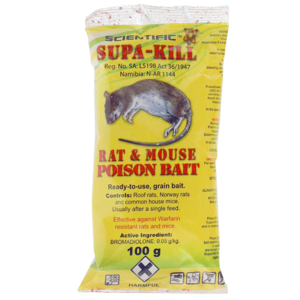 SCIENTIFIC
SUPA-KILL
Reg. No. SA: L5198 Act 36/1947
Namibia: N-AR 1144
RAT & MOUSE
POISON BAIT
Ready-to-use, grain bait.
Controls: Roof rats, Norway rats
and common house mice.
Usually after a single feed.
Effective against Warfarin
resistant rats and mice.
Active Ingredient:
BROMADIOLONE: 0.05 g/kg.
100 g
HARMFUL